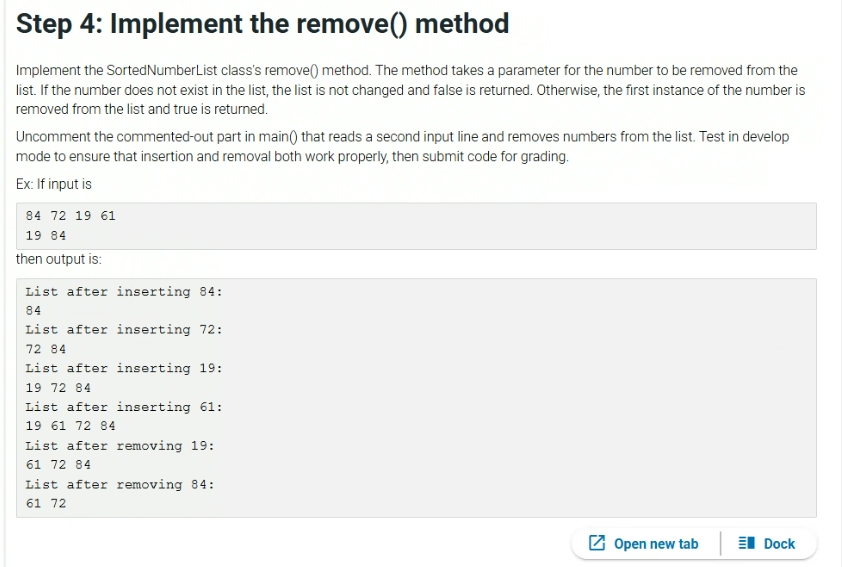 Step 4: Implement the remove() method
Implement the SortedNumberList class's remove() method. The method takes a parameter for the number to be removed from the
list. If the number does not exist in the list, the list is not changed and false is returned. Otherwise, the first instance of the number is
removed from the list and true is returned.
Uncomment the commented-out part in main() that reads a second input line and removes numbers from the list. Test in develop
mode to ensure that insertion and removal both work properly, then submit code for grading.
Ex: If input is
84 72 19 61
19 84
then output is:
List after inserting 84:
84
List after inserting 72:
72 84
List after inserting 19:
19 72 84
List after inserting 61:
19 61 72 84
List after removing 19:
61 72 84
List after removing 84:
61 72
Open new tab Dock